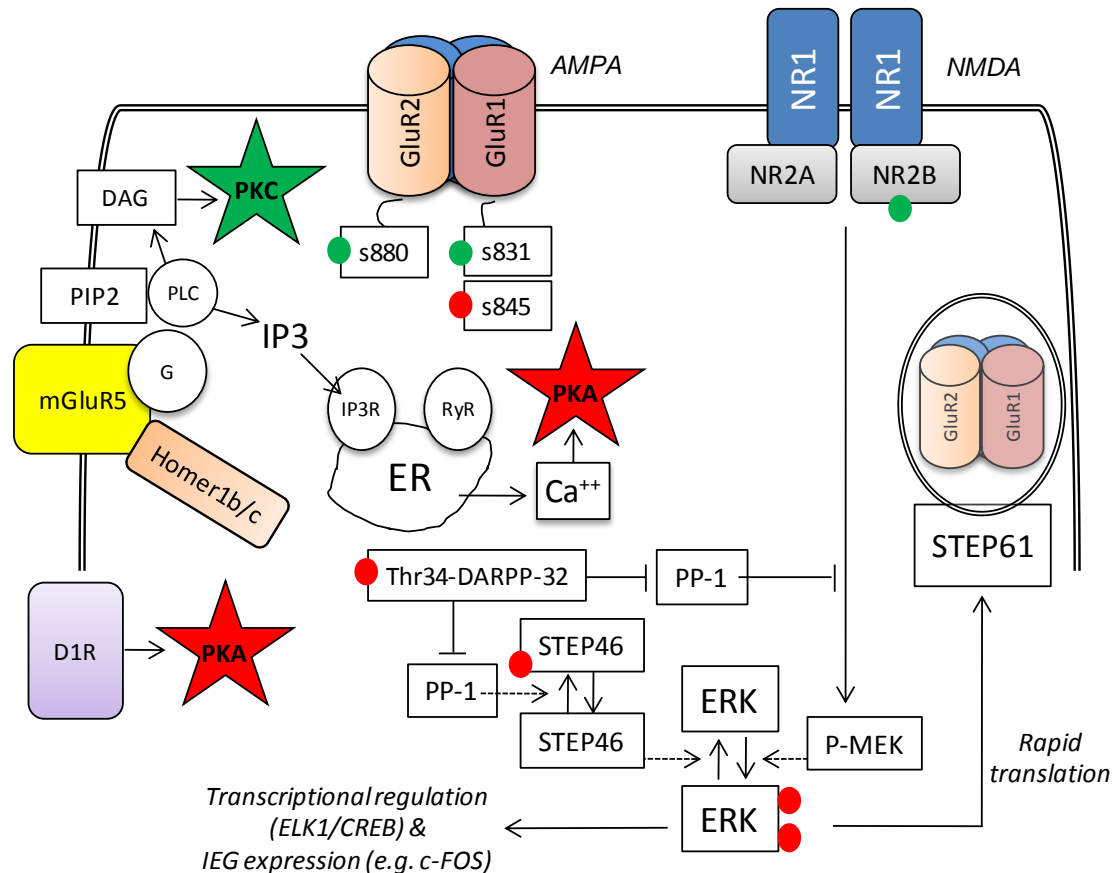 AMPA
NMDA
GluR2
GluR1
NR1
NR1
NR2A
NR2B
DAG
PKC
s880
s831
s845
PIP2
PLC
IP3
G
mGluR5
Homer1b/c
IP3R
RyR
ER
PKA
Ca++
GluR2
GluR1
STEP61
Thr34-DARPP-32
PP-1
D1R
PKA
STEP46
PP-1
STEP46
ERK
P-MEK
Rapid
translation
ERK
Transcriptional regulation
(ELK1/CREB) &
IEG expression (e.g. c-FOS)